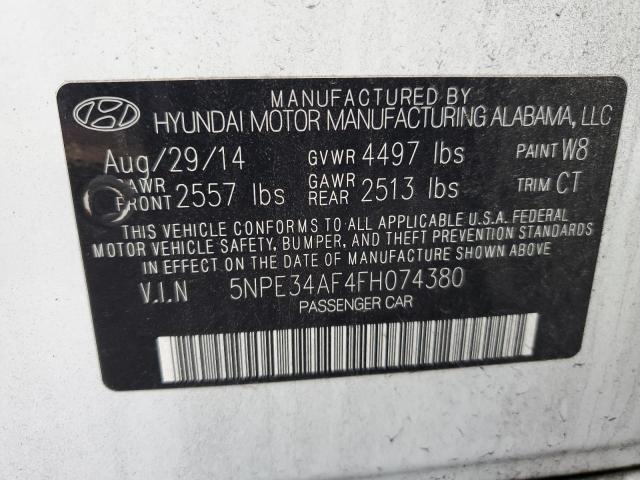 MANUFACTURED BY
HYUNDAI MOTOR MANUFACTURING ALABAMA, LLC
Aug/29/14 GVWR 4497 lbs PAINT W8
GAWR FRONT 2557 lbs GAWR REAR 2513 lbs TRIM CT
THIS VEHICLE CONFORMS TO ALL APPLICABLE U.S.A. FEDERAL
MOTOR VEHICLE SAFETY, BUMPER, AND THEFT PREVENTION STANDARDS
IN EFFECT ON THE DATE OF MANUFACTURE SHOWN ABOVE
V.I.N 5NPE34AF4FH074380
PASSENGER CAR